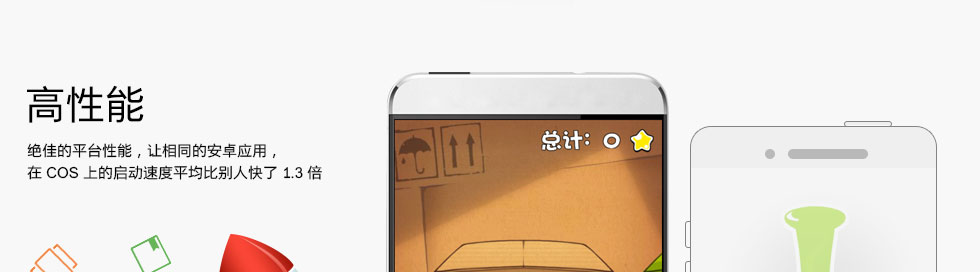 高性能
绝佳的平台性能，让相同的安卓应用，
在 COS 上的启动速度平均比别人快了 1.3 倍
总计: 0